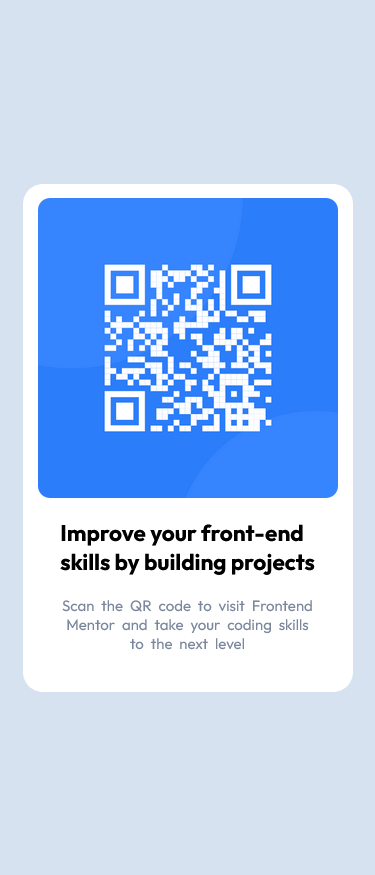 Improve your front-end
skills by building projects
Scan the QR code to visit Frontend
Mentor and take your coding skills
to the next level